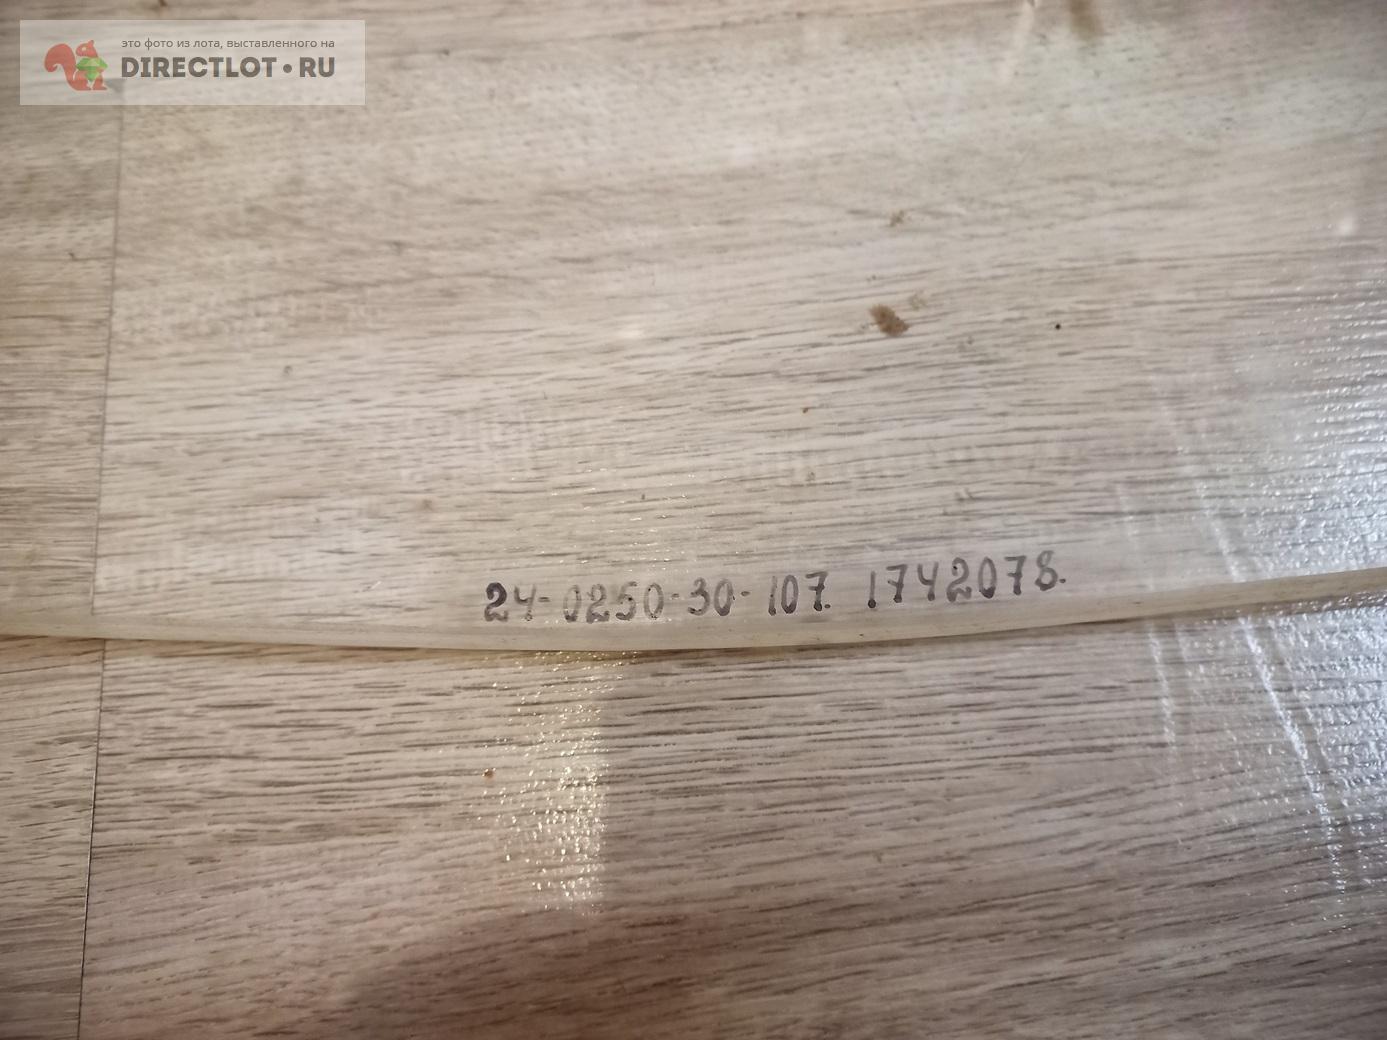 это фото из лота, выставленного на
DIRECTLOT•RU
24-0250-30-107. 1742078.